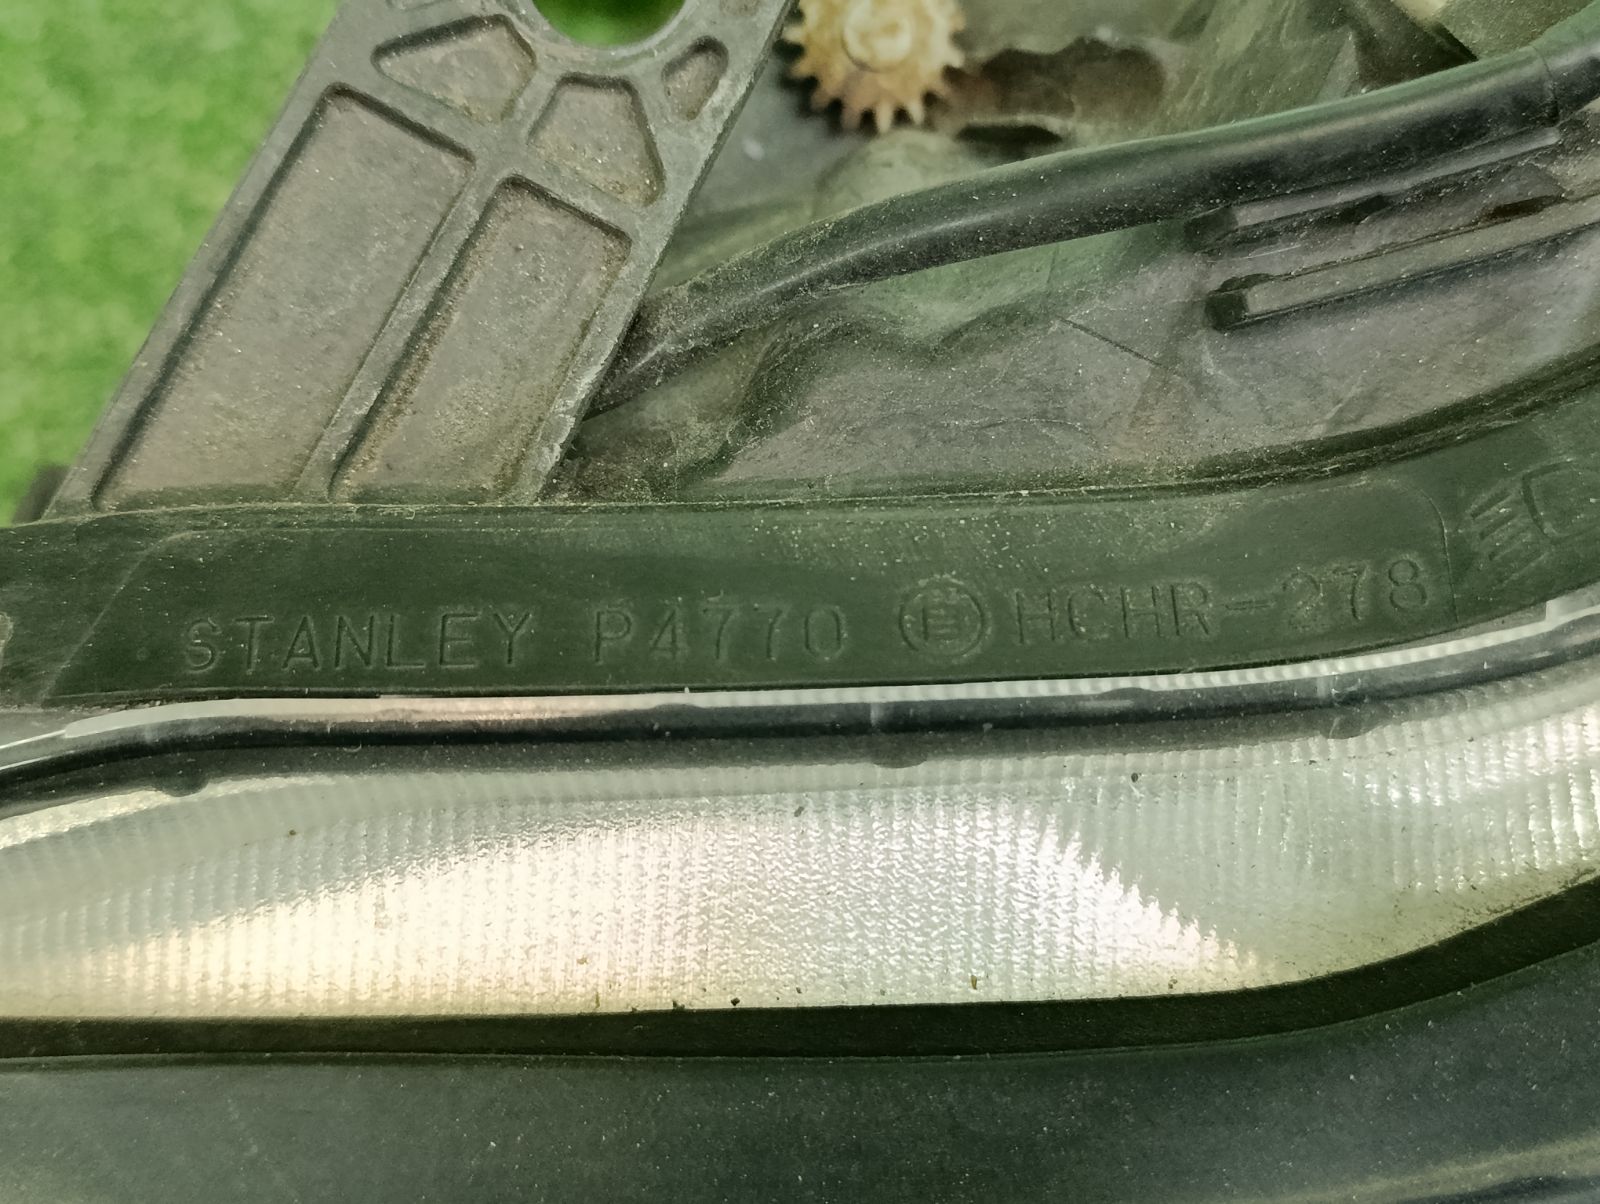 STANLEY P4770 Ⓔ HCHR-278